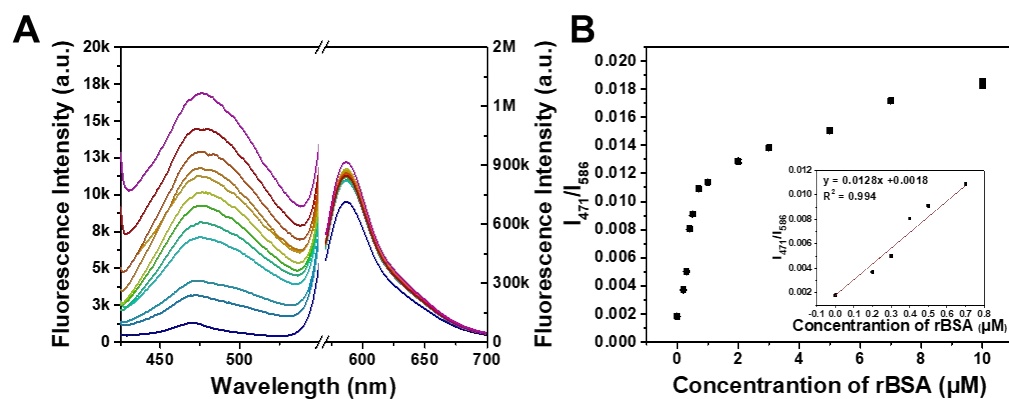 A
Fluorescence Intensity (a.u.)
20k
18k
15k
13k
10k
8k
5k
3k
0
2M
1M
900k
600k
300k
0
Fluorescence Intensity (a.u.)
450
500
600
650
700
Wavelength (nm)
B
I471/I586
0.020
0.018
0.016
0.014
0.012
0.010
0.008
0.006
0.004
0.002
0.000
0
2
4
6
8
10
Concentrantion of rBSA (µM)
y = 0.0128x +0.0018
R² = 0.994
I471/I586
0.012
0.010
0.008
0.006
0.004
0.002
-0.1 0.0 0.1 0.2 0.3 0.4 0.5 0.6 0.7 0.8
Concentrantion of rBSA (µM)